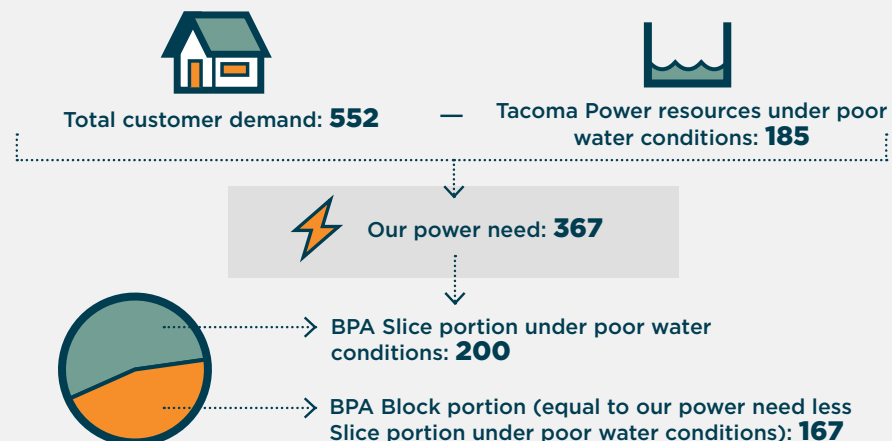 Total customer demand: 552
—
Tacoma Power resources under poor
water conditions: 185
Our power need: 367
BPA Slice portion under poor water
conditions: 200
BPA Block portion (equal to our power need less
Slice portion under poor water conditions): 167